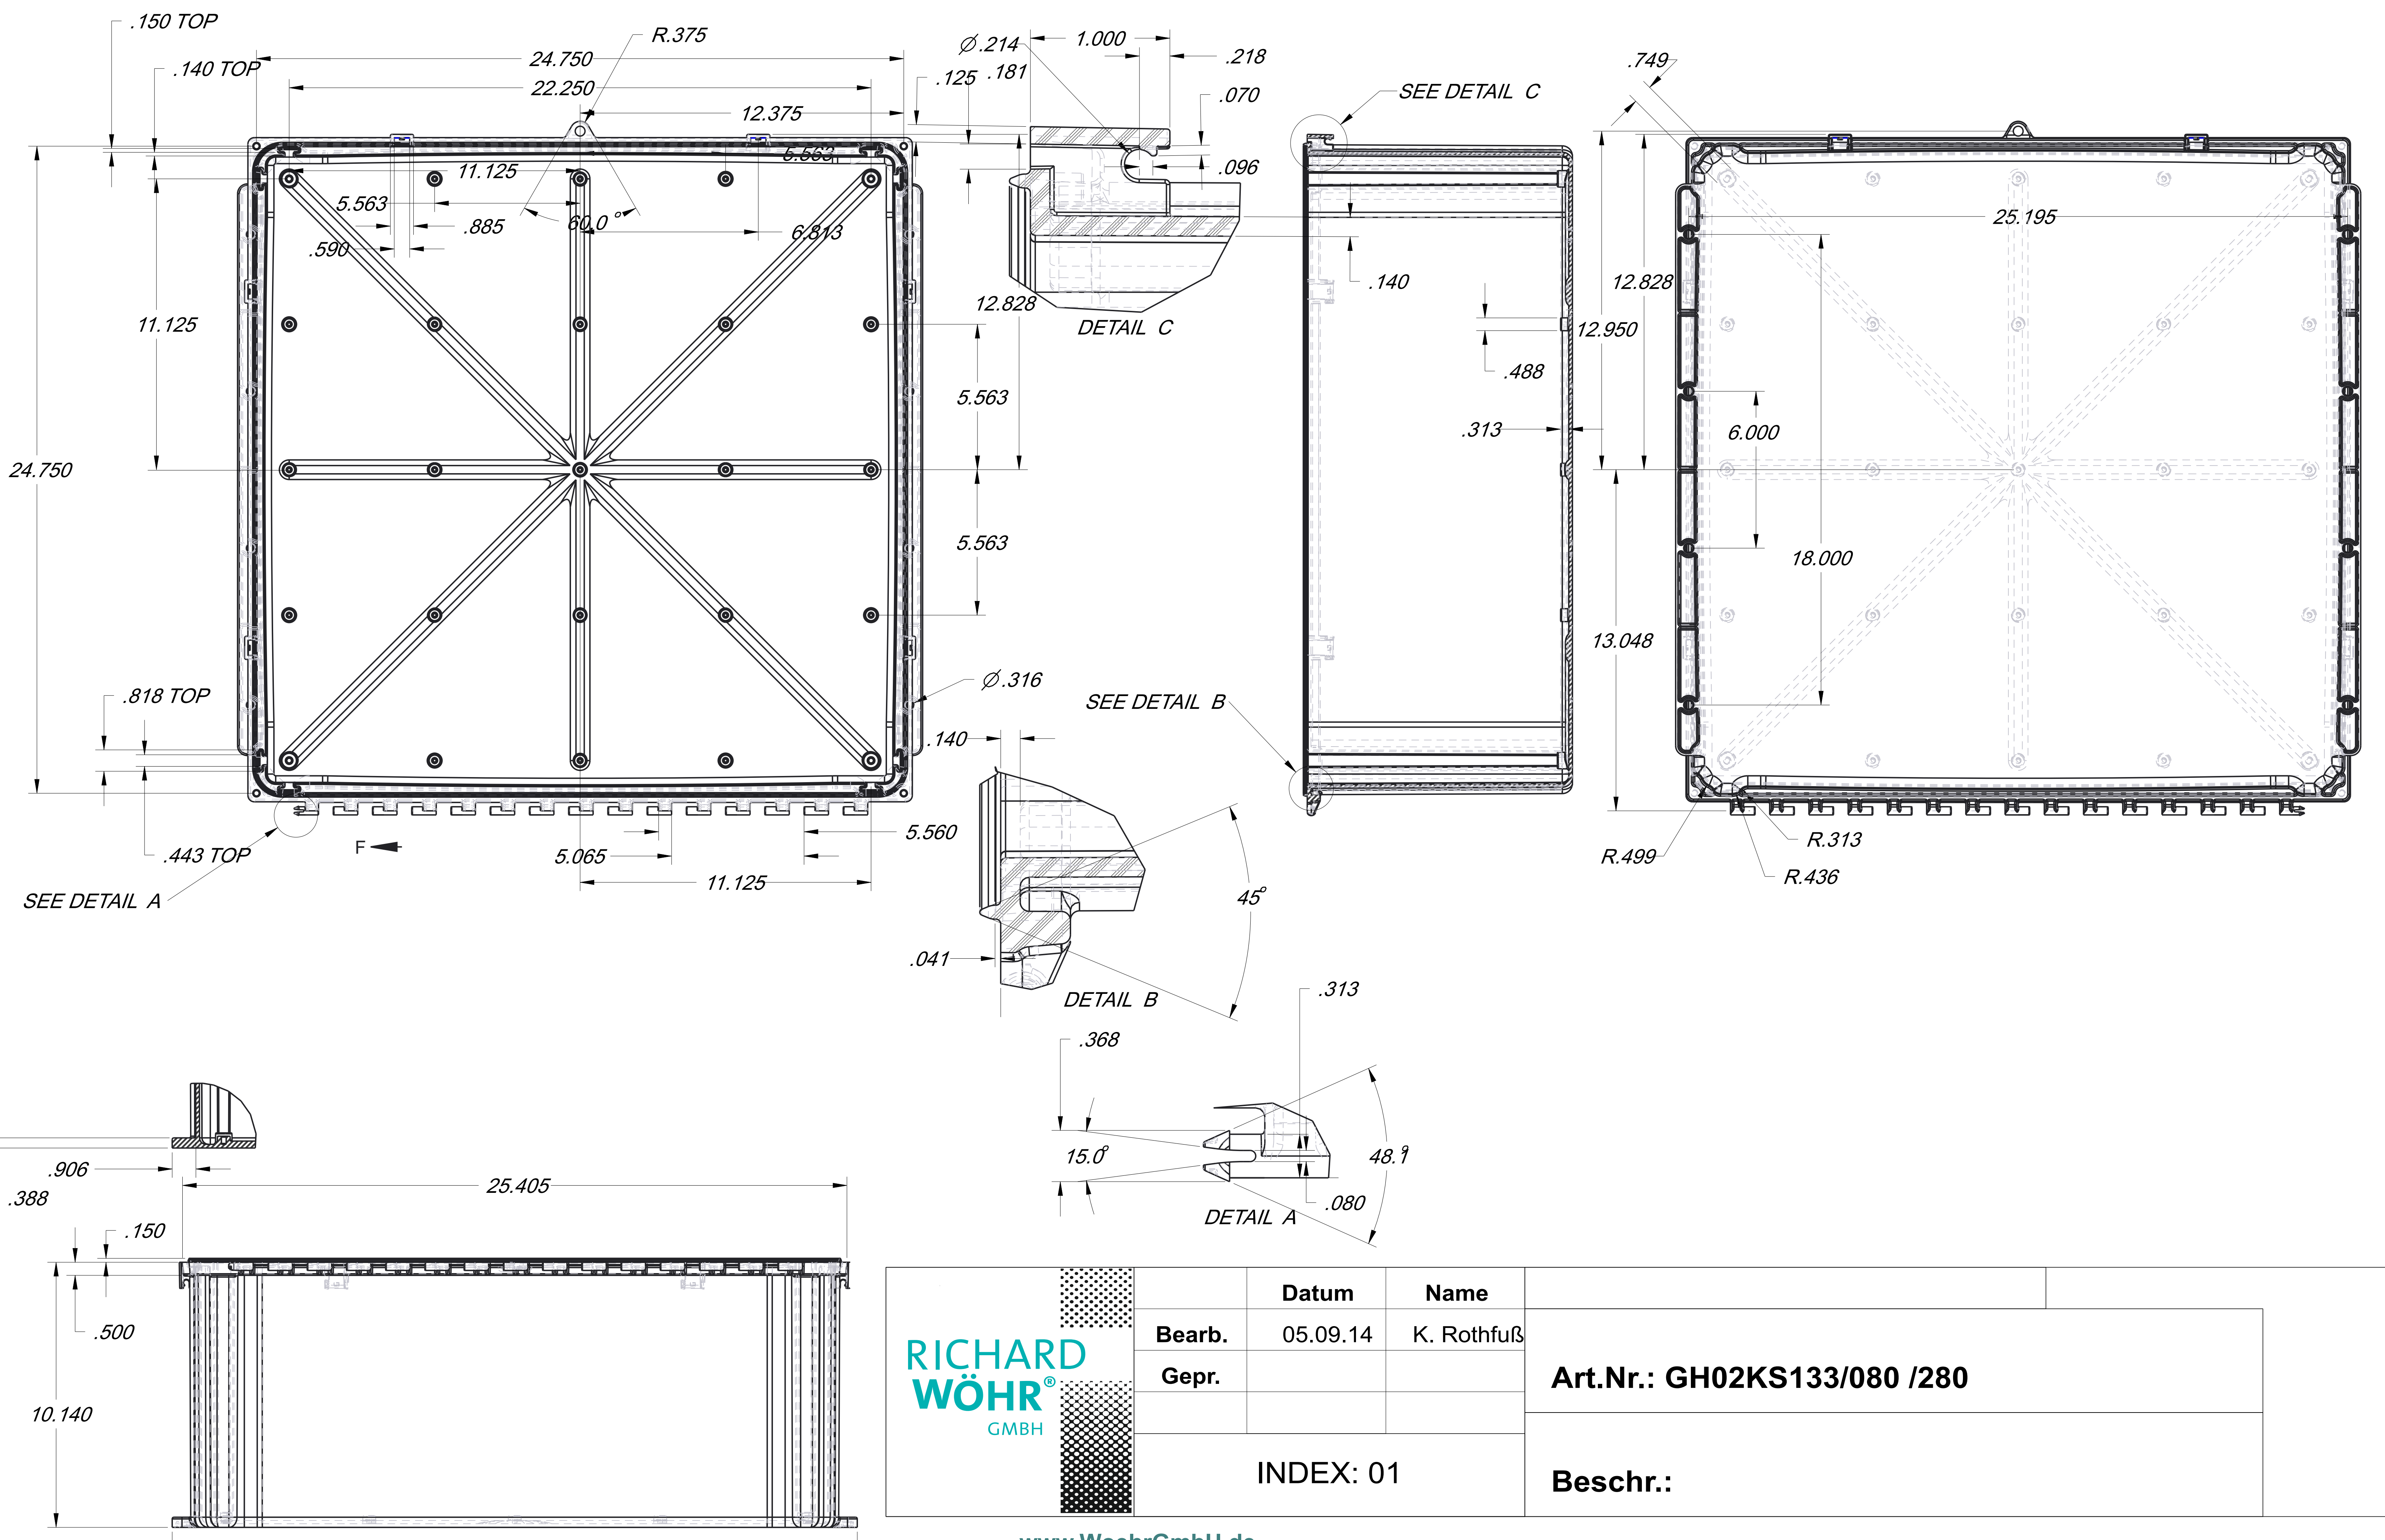 .150 TOP
.140 TOP
24.750
22.250
12.375
R.375
5.563
11.125
5.563
60.0°
.885
6.813
.590
11.125
24.750
12.828
5.563
5.563
.818 TOP
.443 TOP
SEE DETAIL A
F
5.560
5.065
11.125
Ø.316
Ø.214
1.000
.218
.125
.181
.070
.096
.140
DETAIL C
SEE DETAIL C
.488
.313
SEE DETAIL B
.140
45°
.041
DETAIL B
.749
25.195
12.828
12.950
6.000
18.000
13.048
R.313
R.499
R.436
.313
.368
15.0°
48.1°
.080
DETAIL A
.906
.388
25.405
.150
.500
10.140
RICHARD
WÖHR®
GMBH
Datum Name
Bearb. 05.09.14 K. Rothfuß
Gepr.
INDEX: 01
Art.Nr.: GH02KS133/080 /280
Beschr.:
www.WoehrGmbH.de